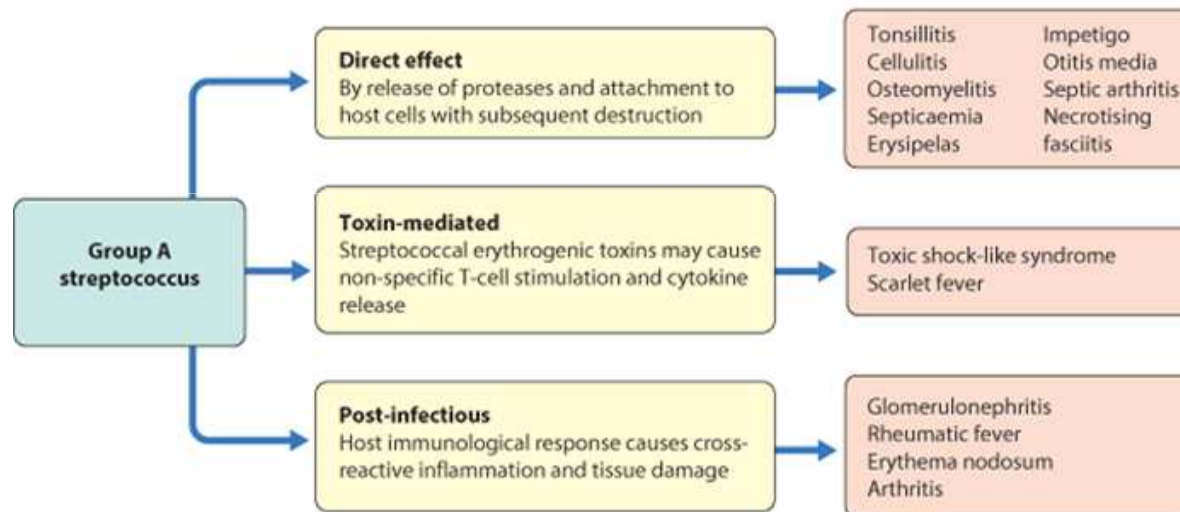 Direct effect
By release of proteases and attachment to
host cells with subsequent destruction
Tonsillitis
Cellulitis
Osteomyelitis
Septicaemia
Erysipelas
Impetigo
Otitis media
Septic arthritis
Necrotising
fasciitis
Group A
streptococcus
Toxin-mediated
Streptococcal erythrogenic toxins may cause
non-specific T-cell stimulation and cytokine
release
Toxic shock-like syndrome
Scarlet fever
Post-infectious
Host immunological response causes cross-
reactive inflammation and tissue damage
Glomerulonephritis
Rheumatic fever
Erythema nodosum
Arthritis